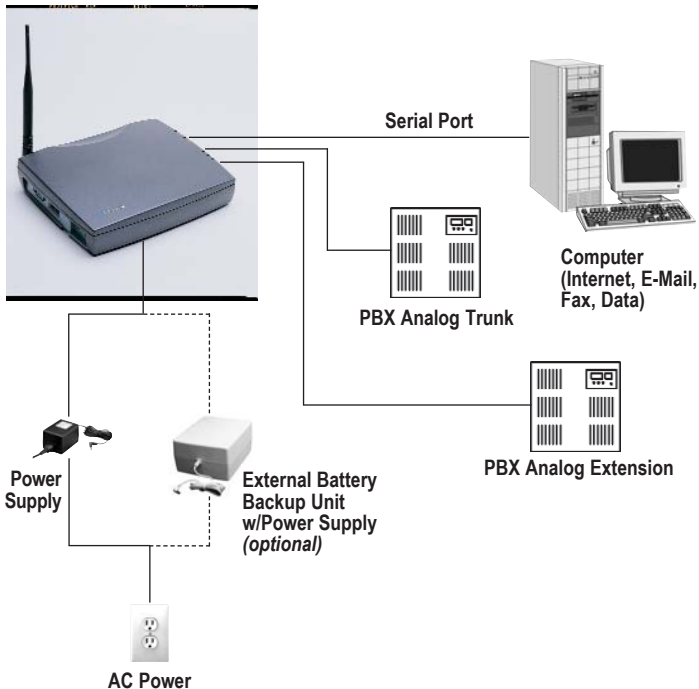 Serial Port
Computer
(Internet, E-Mail,
Fax, Data)
PBX Analog Trunk
PBX Analog Extension
Power
Supply
External Battery
Backup Unit
w/Power Supply
(optional)
AC Power